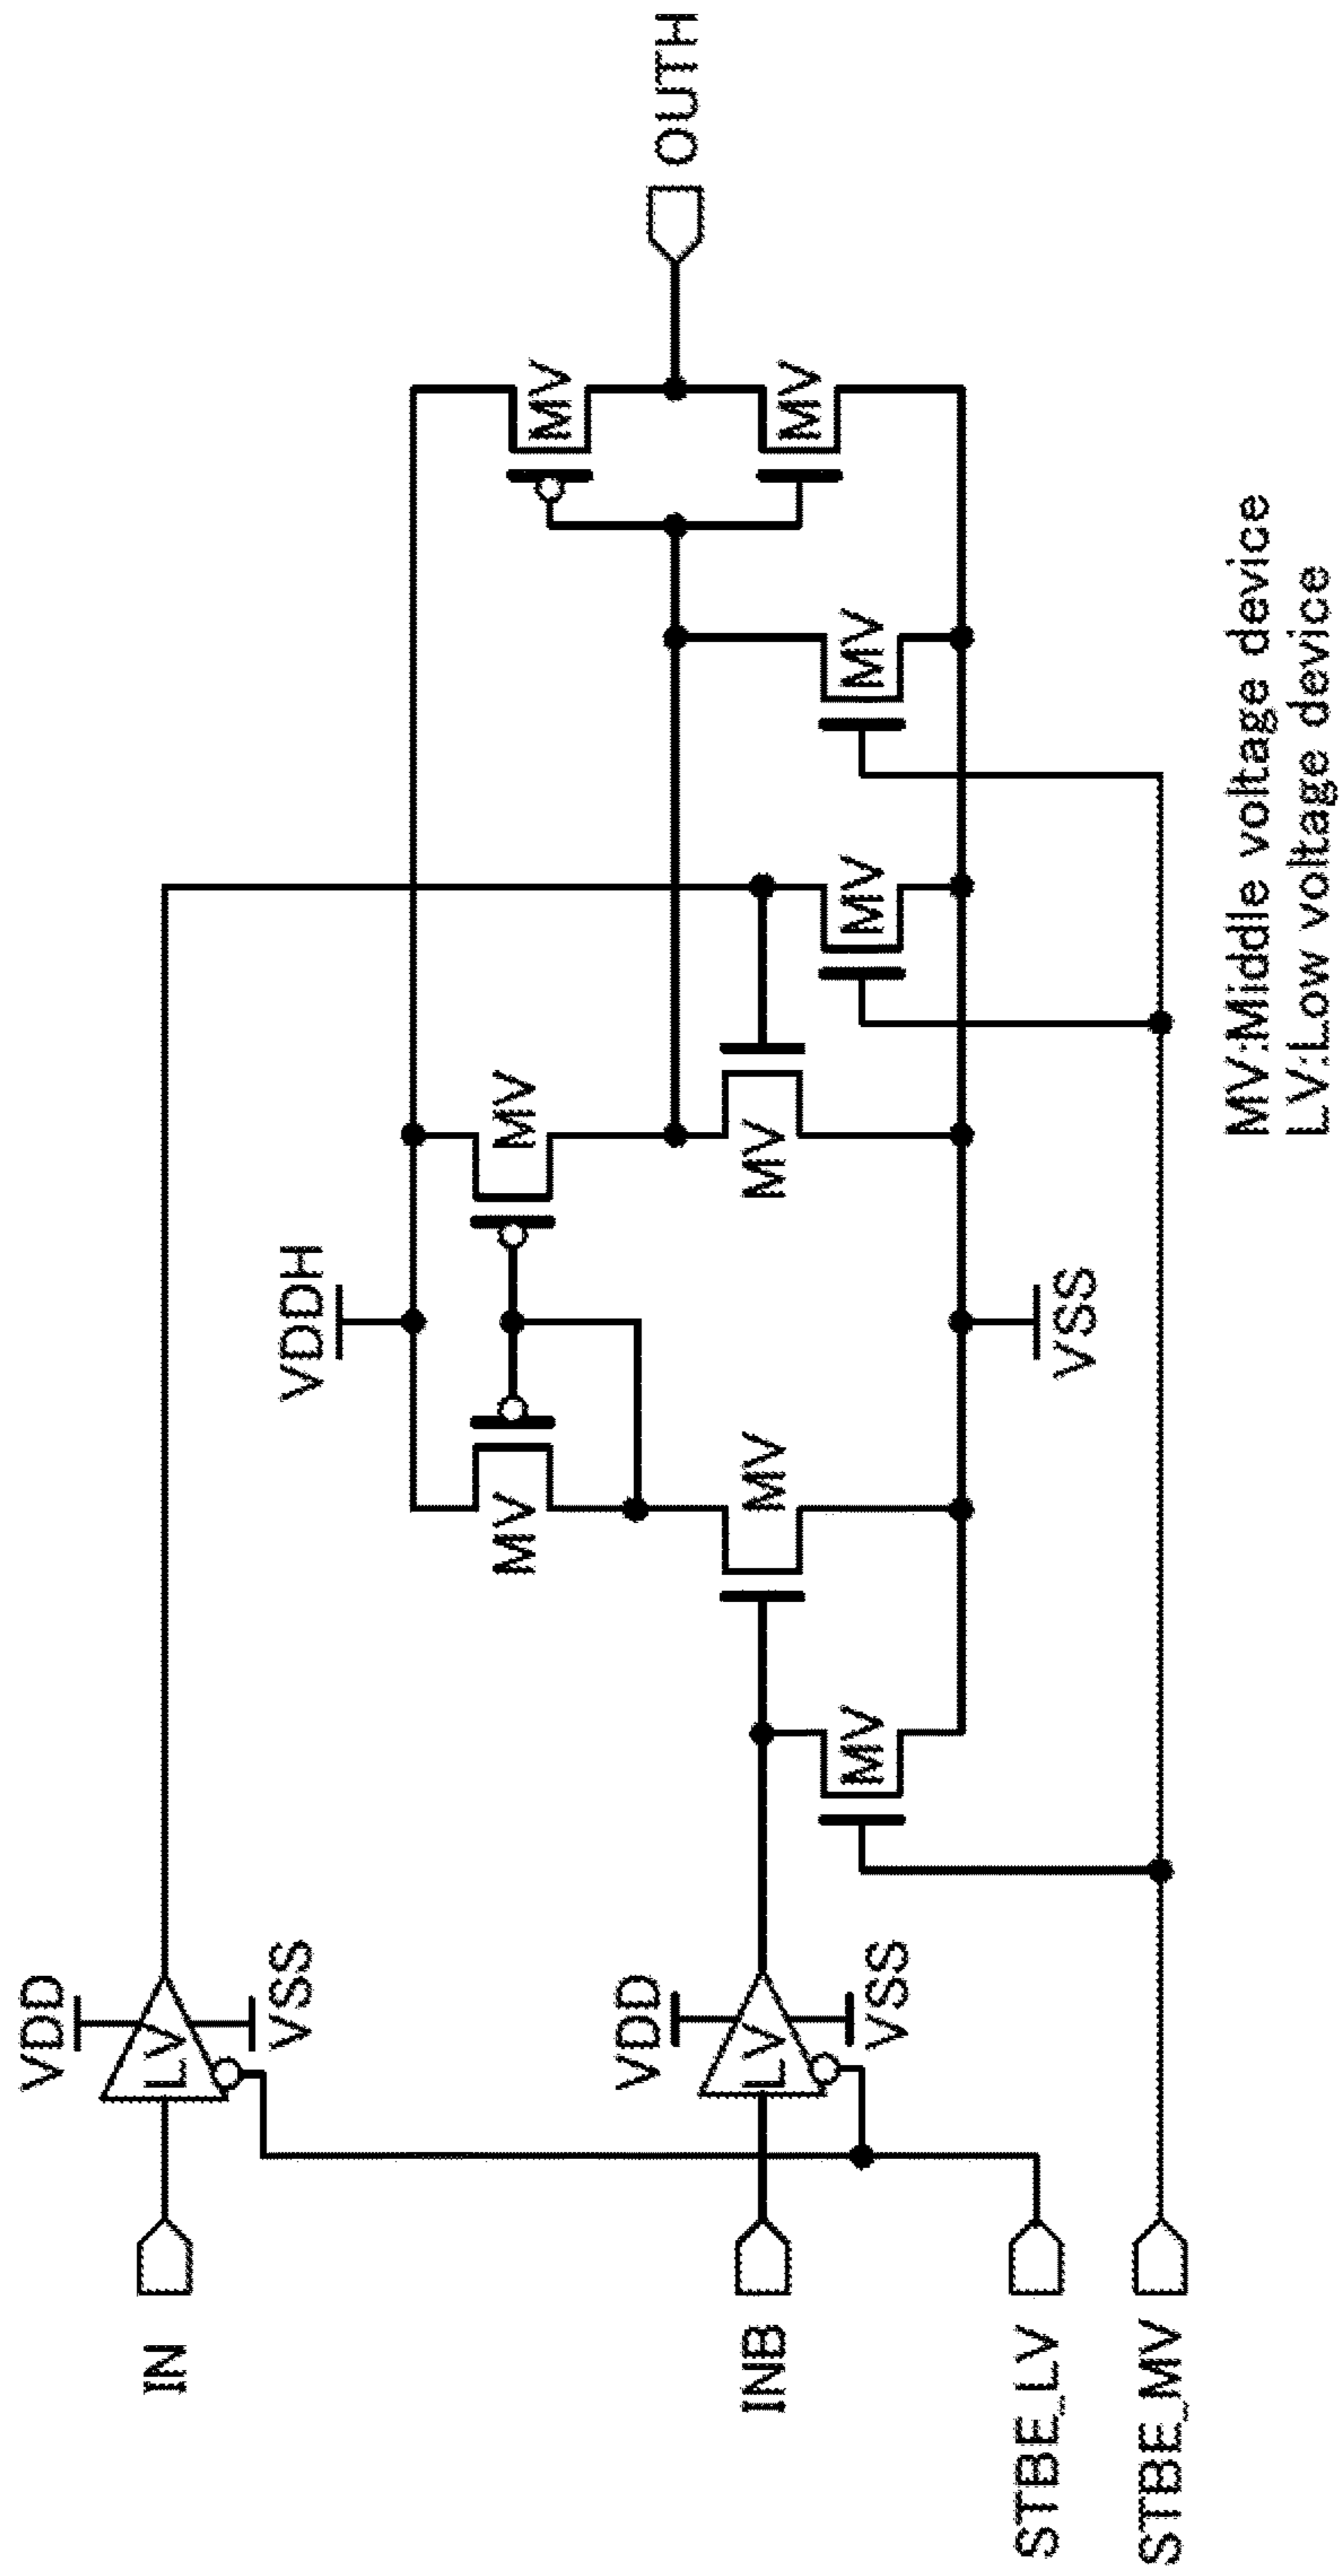 VDD
IN
LV
VSS
VDDH
MV
MV
MV
VDD
OUTH
INB
LV
MV
MV
MV
MV
MV
MV
VSS
STBE_LV
VSS
STBE_MV
MV:Middle voltage device
LV:Low voltage device